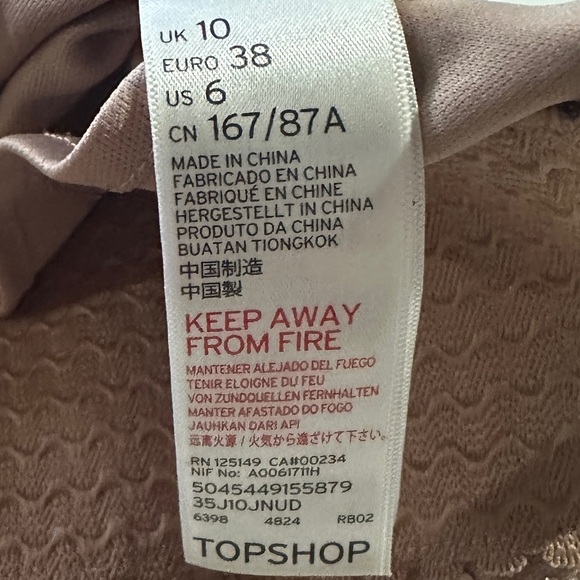 UK 10
EURO 38
US 6
CN 167/87A
MADE IN CHINA
FABRICADO EN CHINA
FABRIQUÉ EN CHINE
HERGESTELLT IN CHINA
PRODUTO DA CHINA
BUATAN TIONGKOK
中国制造
中国製
KEEP AWAY
FROM FIRE
MANTENER ALEJADO DEL FUEGO
TENIR ELOIGNE DU FEU
VON ZUNDQUELLEN FERNHALTEN
MANTER AFASTADO DO FOGO
JAUHKAN DARI API
远离火源 / 火気から遠ざけて下さい。
RN 125149 CA#00234
NIF No: A0061711H
5045449155879
35J10JNUD
6398 4824 RB02
TOPSHOP